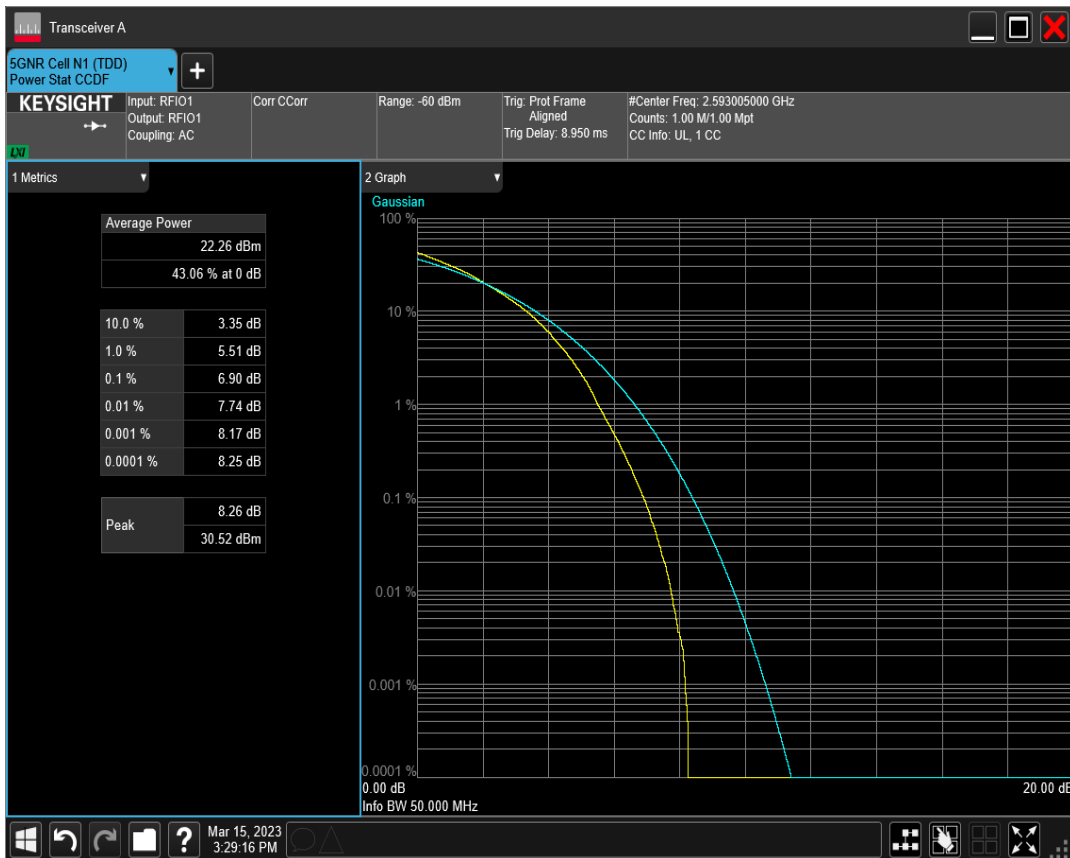 Transceiver A
5GNR Cell N1 (TDD)
Power Stat CCDF
KEYSIGHT
LXI
Input: RFIO1
Output: RFIO1
Coupling: AC
Corr CCorr
Range: -60 dBm
Trig: Prot Frame
Aligned
Trig Delay: 8.950 ms
#Center Freq: 2.593005000 GHz
Counts: 1.00 M/1.00 Mpt
CC Info: UL, 1 CC
1 Metrics
Average Power
22.26 dBm
43.06 % at 0 dB
10.0 % 3.35 dB
1.0 % 5.51 dB
0.1 % 6.90 dB
0.01 % 7.74 dB
0.001 % 8.17 dB
0.0001 % 8.25 dB
Peak
8.26 dB
30.52 dBm
2 Graph
Gaussian
100 %
10 %
1 %
0.1 %
0.01 %
0.001 %
0.0001 %
0.00 dB 20.00 dB
Info BW 50.000 MHz
?
Mar 15, 2023
3:29:16 PM